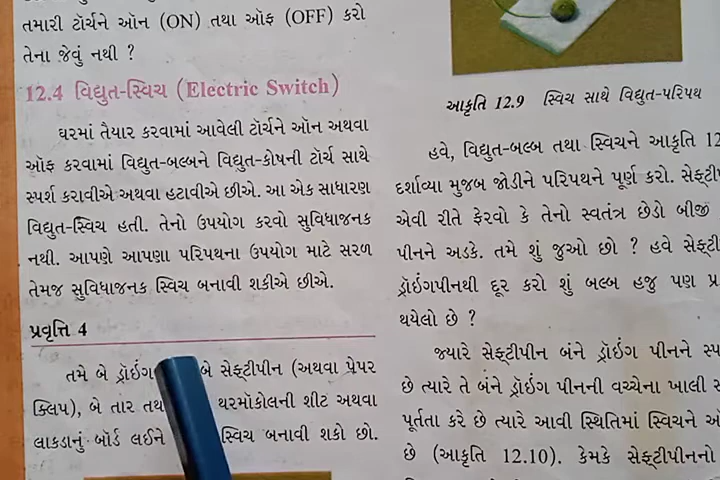 તમારી ટૉર્ચને ઑન (ON) તથા ઑફ (OFF) કરો
તેના જેવું નથી ?
12.4 વિદ્યુત-સ્વિચ (Electric Switch)
ઘરમાં તૈયાર કરવામાં આવેલી ટૉર્ચને ઑન અથવા
ઑફ કરવામાં વિદ્યુત-બલ્બને વિદ્યુત-કોષની ટૉર્ચ સાથે
સ્પર્શ કરાવીએ અથવા હટાવીએ છીએ. આ એક સાધારણ
વિદ્યુત-સ્વિચ હતી. તેનો ઉપયોગ કરવો સુવિધાજનક
નથી. આપણે આપણા પરિપથના ઉપયોગ માટે સરળ
તેમજ સુવિધાજનક સ્વિચ બનાવી શકીએ છીએ.
પ્રવૃત્તિ 4
તમે બે ડ્રૉઇંગ બે સેફ્ટીપીન (અથવા પ્રેપર
ક્લિપ), બે તાર થરમૉકોલની શીટ અથવા
લાકડાનું બૉર્ડ લઈને સ્વિચ બનાવી શકો છો.
આકૃતિ 12.9 સ્વિચ સાથે વિદ્યુત-પરિપથ
હવે, વિદ્યુત-બલ્બ તથા સ્વિચને આકૃતિ 12
દર્શાવ્યા મુજબ જોડીને પરિપથને પૂર્ણ કરો.
એવી રીતે ફેરવો કે તેનો સ્વતંત્ર છેડો બીજી
પીનને અડકે. તમે શું જુઓ છો ? હવે
ડ્રૉઇંગપીનથી દૂર કરો શું બલ્બ હજુ પણ
થયેલો છે ?
જ્યારે સેફ્ટીપીન બંને ડ્રૉઇંગ પીનને
છે ત્યારે તે બંને ડ્રૉઇંગ પીનની વચ્ચેના ખાલી
પૂર્તતા કરે છે ત્યારે આવી સ્થિતિમાં સ્વિચને
છે (આકૃતિ 12.10). કેમકે સેફ્ટીપીનનો